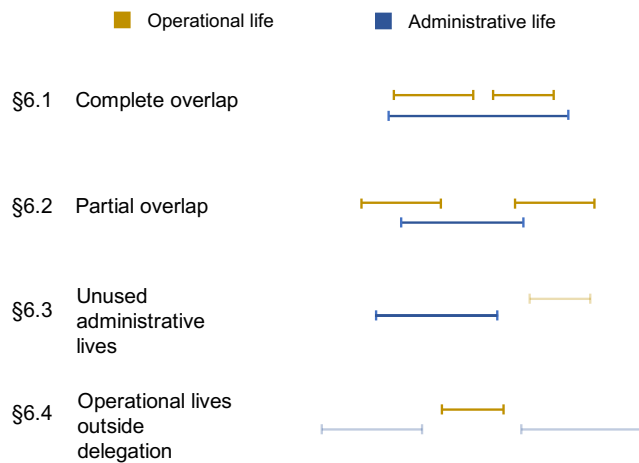 Operational life Administrative life
§6.1 Complete overlap
§6.2 Partial overlap
§6.3 Unused
administrative
lives
§6.4 Operational lives
outside
delegation